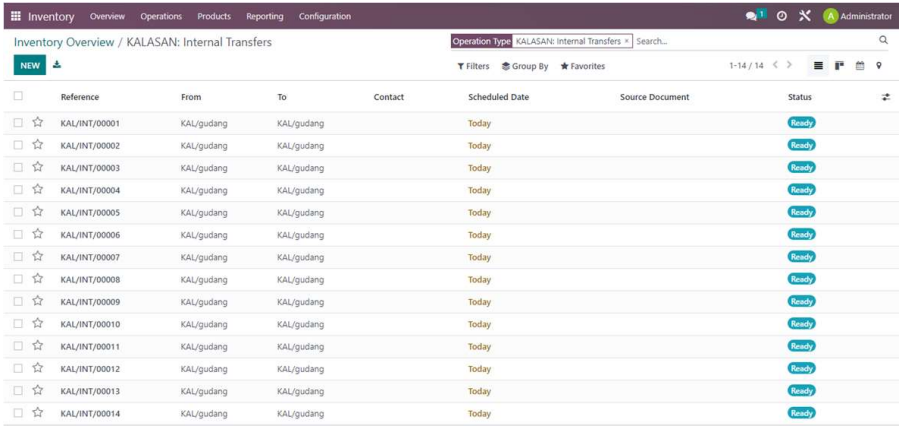 Inventory Overview Operations Products Reporting Configuration 1 A Administrator
Inventory Overview / KALASAN: Internal Transfers
Operation Type KALASAN: Internal Transfers × Search...
NEW
Filters Group By Favorites 1-14 / 14
Reference From To Contact Scheduled Date Source Document Status
KAL/INT/00001 KAL/gudang KAL/gudang Today Ready
KAL/INT/00002 KAL/gudang KAL/gudang Today Ready
KAL/INT/00003 KAL/gudang KAL/gudang Today Ready
KAL/INT/00004 KAL/gudang KAL/gudang Today Ready
KAL/INT/00005 KAL/gudang KAL/gudang Today Ready
KAL/INT/00006 KAL/gudang KAL/gudang Today Ready
KAL/INT/00007 KAL/gudang KAL/gudang Today Ready
KAL/INT/00008 KAL/gudang KAL/gudang Today Ready
KAL/INT/00009 KAL/gudang KAL/gudang Today Ready
KAL/INT/00010 KAL/gudang KAL/gudang Today Ready
KAL/INT/00011 KAL/gudang KAL/gudang Today Ready
KAL/INT/00012 KAL/gudang KAL/gudang Today Ready
KAL/INT/00013 KAL/gudang KAL/gudang Today Ready
KAL/INT/00014 KAL/gudang KAL/gudang Today Ready